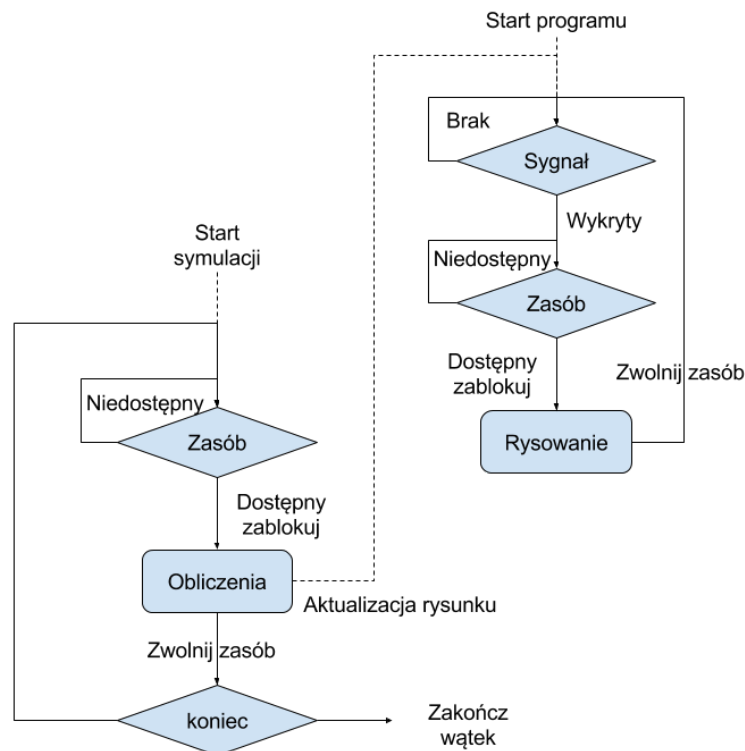 Start programu
Brak
Sygnał
Wykryty
Niedostępny
Zasób
Dostępny
zablokuj
Zwolnij zasób
Rysowanie
Start
symulacji
Niedostępny
Zasób
Dostępny
zablokuj
Obliczenia
Aktualizacja rysunku
Zwolnij zasób
koniec
Zakończ
wątek